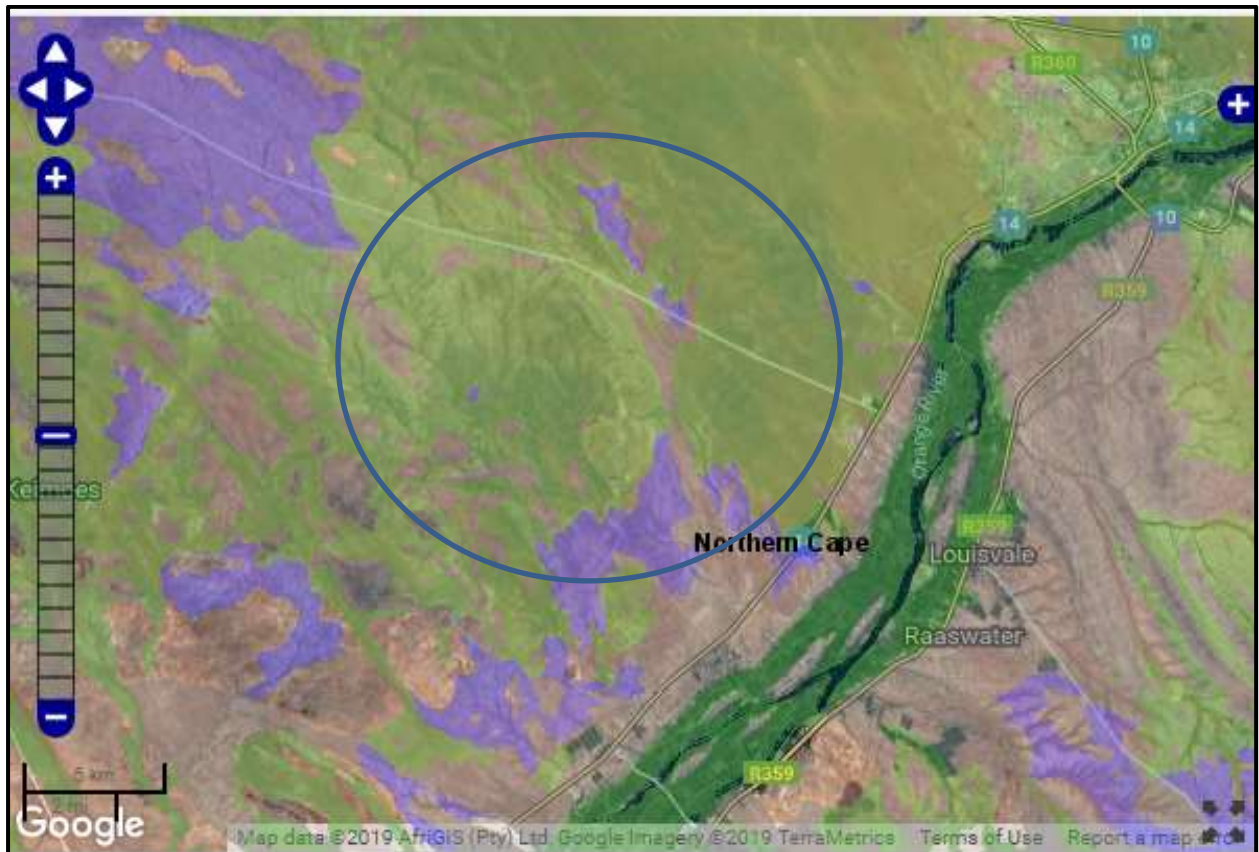 10
R360
14
14
10
R359
Orange River
Keimoes
Northern Cape
R359
Louisvale
Raaswater
R359
5 km
2 mi
Google
Map data ©2019 AfriGIS (Pty) Ltd. Google Imagery ©2019 TerraMetrics Terms of Use Report a map error